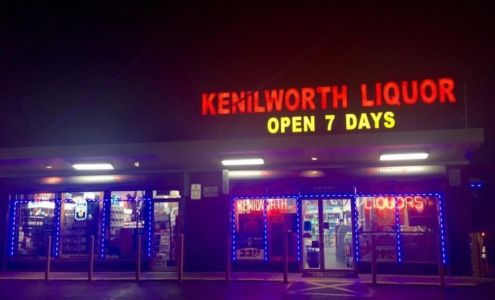 KENILWORTH LIQUOR
OPEN 7 DAYS
KENILWORTH LIQUORS